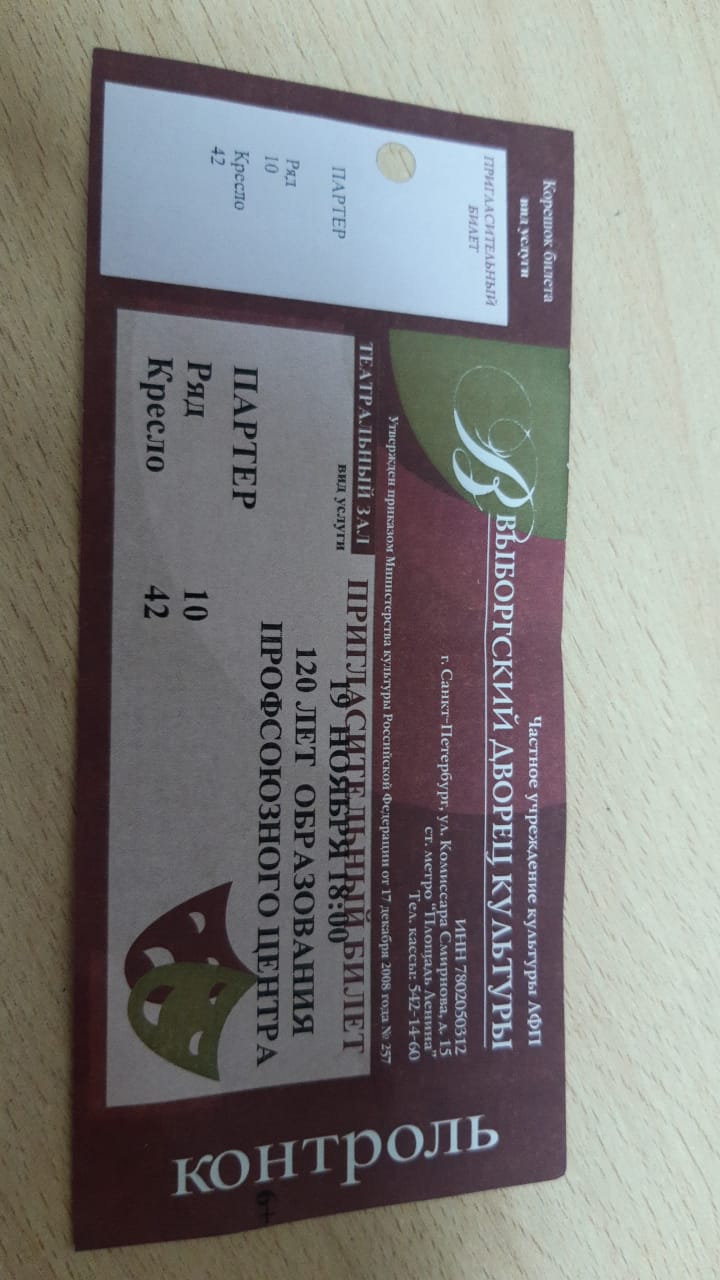 Корешок билета
вид услуги
ПРИГЛАСИТЕЛЬНЫЙ
БИЛЕТ
ПАРТЕР
Ряд
10
Кресло
42
Частное учреждение культуры ЛФП
ВЫБОРГСКИЙ ДВОРЕЦ КУЛЬТУРЫ
ИНН 7802050312
г. Санкт-Петербург, ул. Комиссара Смирнова, д. 15
ст. метро "Площадь Ленина"
Тел. кассы: 542-14-60
Утвержден приказом Министерства культуры Российской Федерации от 17 декабря 2008 года № 257
ТЕАТРАЛЬНЫЙ ЗАЛ
ПРИГЛАСИТЕЛЬНЫЙ БИЛЕТ
вид услуги
19 НОЯБРЯ 18:00
120 ЛЕТ ОБРАЗОВАНИЯ
ПРОФСОЮЗНОГО ЦЕНТРА
ПАРТЕР
Ряд 10
Кресло 42
КОНТРОЛЬ
6+